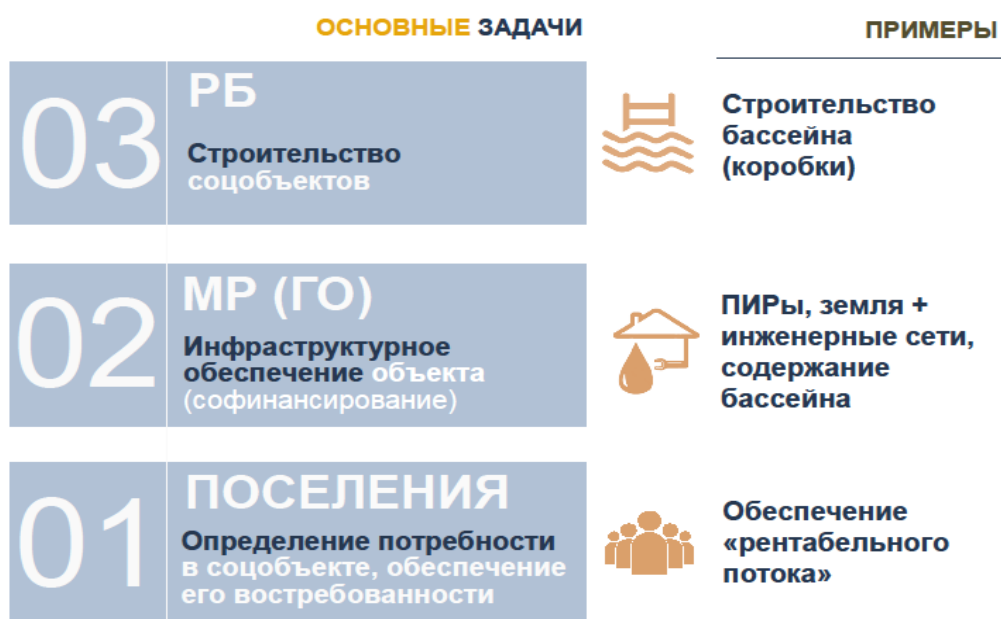 ОСНОВНЫЕ ЗАДАЧИ
ПРИМЕРЫ
03
РБ
Строительство
соцобъектов
Строительство
бассейна
(коробки)
02
МР (ГО)
Инфраструктурное
обеспечение объекта
(софинансирование)
ПИРы, земля +
инженерные сети,
содержание
бассейна
01
ПОСЕЛЕНИЯ
Определение потребности
в соцобъекте, обеспечение
его востребованности
Обеспечение
«рентабельного
потока»